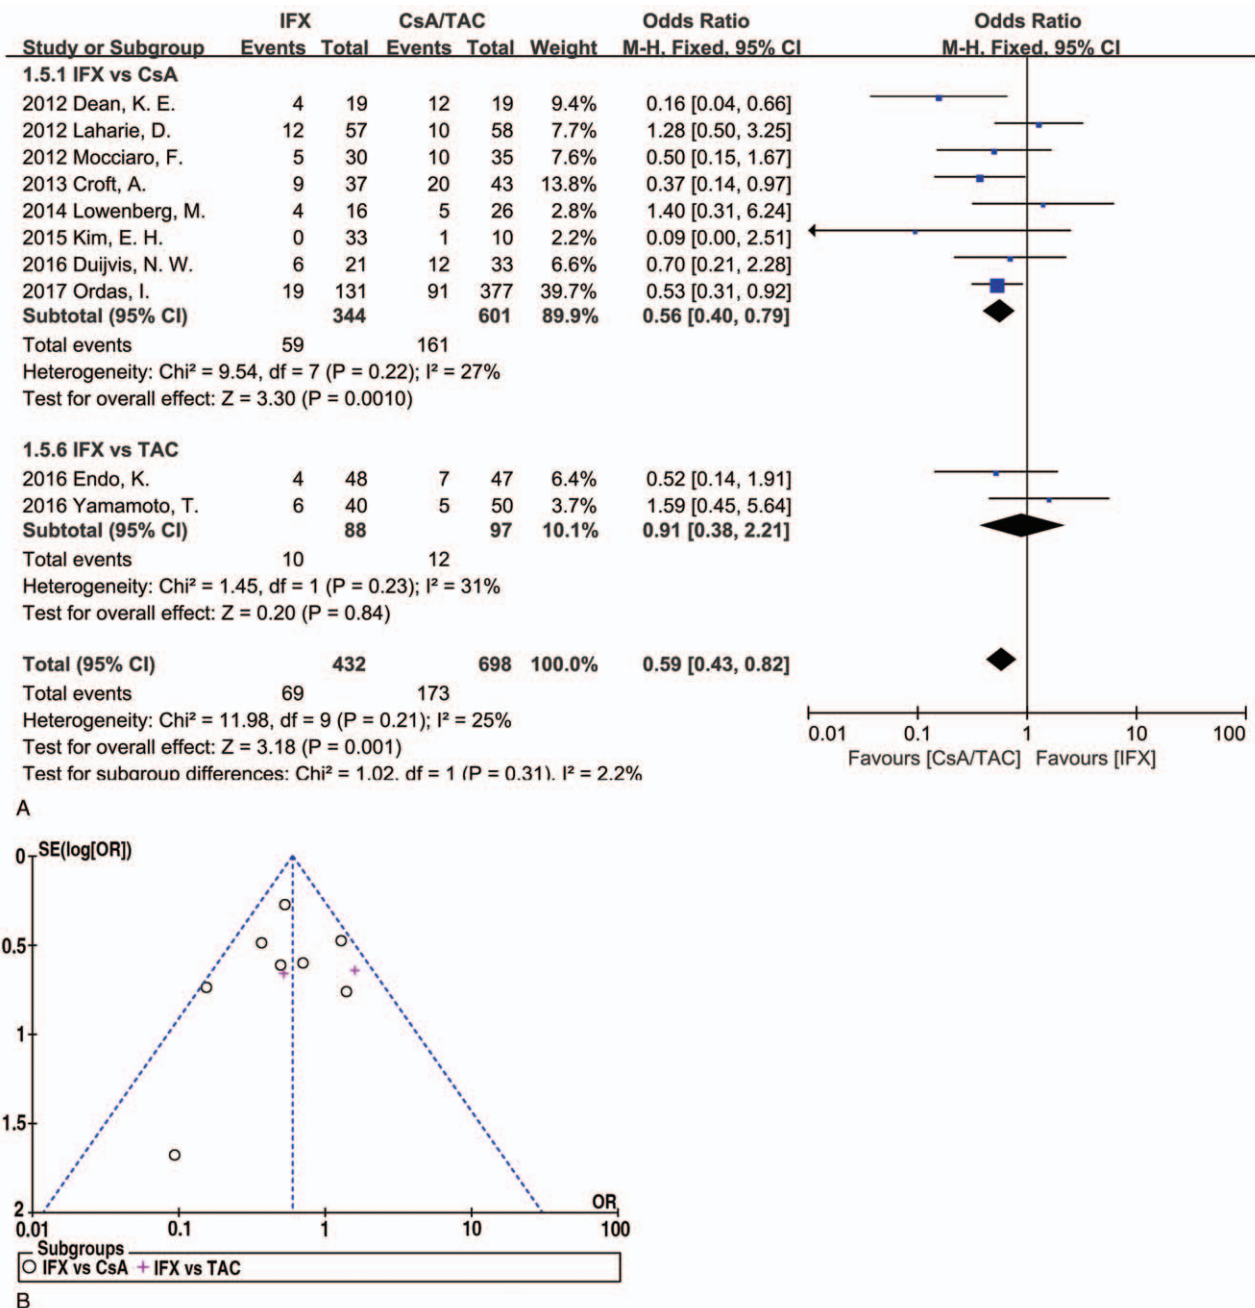 IFX CsA/TAC Odds Ratio Odds Ratio
Study or Subgroup Events Total Events Total Weight M-H, Fixed, 95% CI M-H, Fixed, 95% CI
1.5.1 IFX vs CsA
2012 Dean, K. E. 4 19 12 19 9.4% 0.16 [0.04, 0.66]
2012 Laharie, D. 12 57 10 58 7.7% 1.28 [0.50, 3.25]
2012 Mocciaro, F. 5 30 10 35 7.6% 0.50 [0.15, 1.67]
2013 Croft, A. 9 37 20 43 13.8% 0.37 [0.14, 0.97]
2014 Lowenberg, M. 4 16 5 26 2.8% 1.40 [0.31, 6.24]
2015 Kim, E. H. 0 33 1 10 2.2% 0.09 [0.00, 2.51]
2016 Duijvis, N. W. 6 21 12 33 6.6% 0.70 [0.21, 2.28]
2017 Ordas, I. 19 131 91 377 39.7% 0.53 [0.31, 0.92]
Subtotal (95% CI) 344 601 89.9% 0.56 [0.40, 0.79]
Total events 59 161
Heterogeneity: Chi² = 9.54, df = 7 (P = 0.22); I² = 27%
Test for overall effect: Z = 3.30 (P = 0.0010)
1.5.6 IFX vs TAC
2016 Endo, K. 4 48 7 47 6.4% 0.52 [0.14, 1.91]
2016 Yamamoto, T. 6 40 5 50 3.7% 1.59 [0.45, 5.64]
Subtotal (95% CI) 88 97 10.1% 0.91 [0.38, 2.21]
Total events 10 12
Heterogeneity: Chi² = 1.45, df = 1 (P = 0.23); I² = 31%
Test for overall effect: Z = 0.20 (P = 0.84)
Total (95% CI) 432 698 100.0% 0.59 [0.43, 0.82]
Total events 69 173
Heterogeneity: Chi² = 11.98, df = 9 (P = 0.21); I² = 25%
Test for overall effect: Z = 3.18 (P = 0.001)
Test for subgroup differences: Chi² = 1.02. df = 1 (P = 0.31). I² = 2.2%
0.01 0.1 1 10 100
Favours [CsA/TAC] Favours [IFX]
A
0 SE(log[OR])
0.5
1
1.5
2
OR
0.01 0.1 1 10 100
Subgroups
IFX vs CsA IFX vs TAC
B